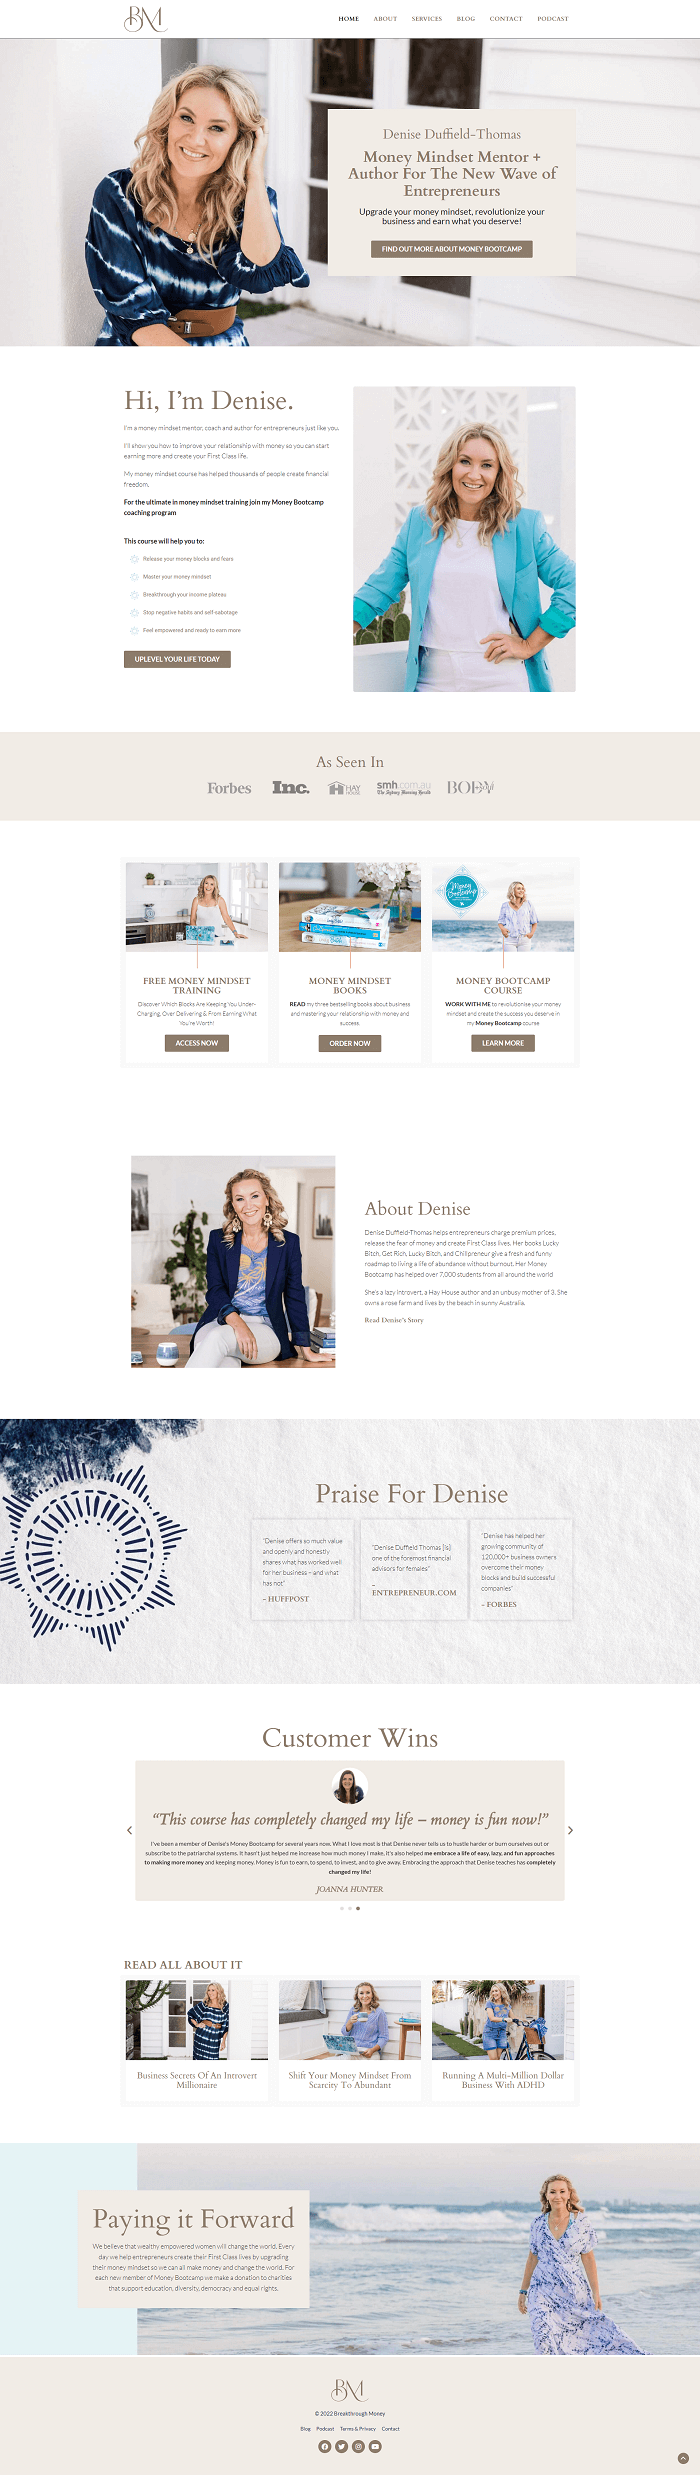 BM
HOME ABOUT SERVICES BLOG CONTACT PODCAST
Denise Duffield-Thomas
Money Mindset Mentor +
Author For The New Wave of
Entrepreneurs
Upgrade your money mindset, revolutionize your
business and earn what you deserve!
FIND OUT MORE ABOUT MONEY BOOTCAMP
Hi, I'm Denise.
I'm a money mindset mentor, coach and author for entrepreneurs just like you.
I'll show you how to improve your relationship with money so you can start
earning more and create your First Class life.
My money mindset course has helped thousands of people create financial
freedom.
For the ultimate in money mindset training join my Money Bootcamp
coaching program
This course will help you to:
Release your money blocks and fears
Master your money mindset
Breakthrough your income plateau
Stop negative habits and self-sabotage
Feel empowered and ready to earn more
UPLEVEL YOUR LIFE TODAY
As Seen In
Forbes
Inc.
HAY
HOUSE
smh.com.au
The Sydney Morning Herald
BODY
+soul
Money
Bootcamp
FREE MONEY MINDSET
TRAINING
Discover Which Blocks Are Keeping You Under-
Charging, Over Delivering & From Earning What
You're Worth!
ACCESS NOW
MONEY MINDSET
BOOKS
READ my three bestselling books about business
and mastering your relationship with money and
success.
ORDER NOW
MONEY BOOTCAMP
COURSE
WORK WITH ME to revolutionise your money
mindset and create the success you deserve in
my Money Bootcamp course
LEARN MORE
About Denise
Denise Duffield-Thomas helps entrepreneurs charge premium prices,
release the fear of money and create First Class lives. Her books Lucky
Bitch, Get Rich, Lucky Bitch, and Chillpreneur give a fresh and funny
roadmap to living a life of abundance without burnout. Her Money
Bootcamp has helped over 7,000 students from all around the world
She's a lazy introvert, a Hay House author and an unbusy mother of 3. She
owns a rose farm and lives by the beach in sunny Australia.
Read Denise's Story
Praise For Denise
"Denise offers so much value
and openly and honestly
shares what has worked well
for her business – and what
has not"
- HUFFPOST
"Denise Duffield Thomas [is]
one of the foremost financial
advisors for females"
-
ENTREPRENEUR.COM
"Denise has helped her
growing community of
120,000+ business owners
overcome their money
blocks and build successful
companies"
- FORBES
Customer Wins
"This course has completely changed my life – money is fun now!"
I've been a member of Denise's Money Bootcamp for several years now. What I love most is that Denise never tells us to hustle harder or burn ourselves out or
subscribe to the patriarchal systems. It hasn't just helped me increase how much money I make, it's also helped me embrace a life of easy, lazy, and fun approaches
to making more money and keeping money. Money is fun to earn, to spend, to invest, and to give away. Embracing the approach that Denise teaches has completely
changed my life!
JOANNA HUNTER
READ ALL ABOUT IT
Business Secrets Of An Introvert
Millionaire
Shift Your Money Mindset From
Scarcity To Abundant
Running A Multi-Million Dollar
Business With ADHD
Paying it Forward
We believe that wealthy empowered women will change the world. Every
day we help entrepreneurs create their First Class lives by upgrading
their money mindset so we can all make money and change the world. For
each new member of Money Bootcamp we make a donation to charities
that support education, diversity, democracy and equal rights.
BM
© 2022 Breakthrough Money
Blog Podcast Terms & Privacy Contact